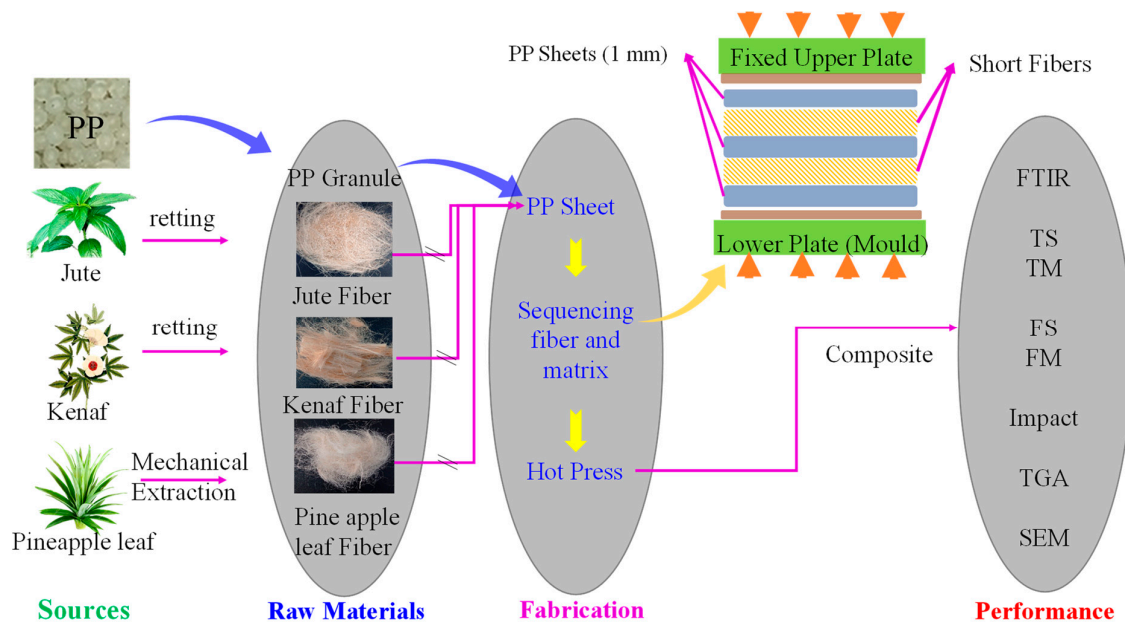 PP
retting
Jute
retting
Kenaf
Mechanical
Extraction
Pineapple leaf
Sources
PP Granule
Jute Fiber
Kenaf Fiber
Pine apple
leaf Fiber
Raw Materials
PP Sheet
Sequencing
fiber and
matrix
Hot Press
Fabrication
PP Sheets (1 mm)
Fixed Upper Plate
Short Fibers
Lower Plate (Mould)
Composite
FTIR
TS
TM
FS
FM
Impact
TGA
SEM
Performance